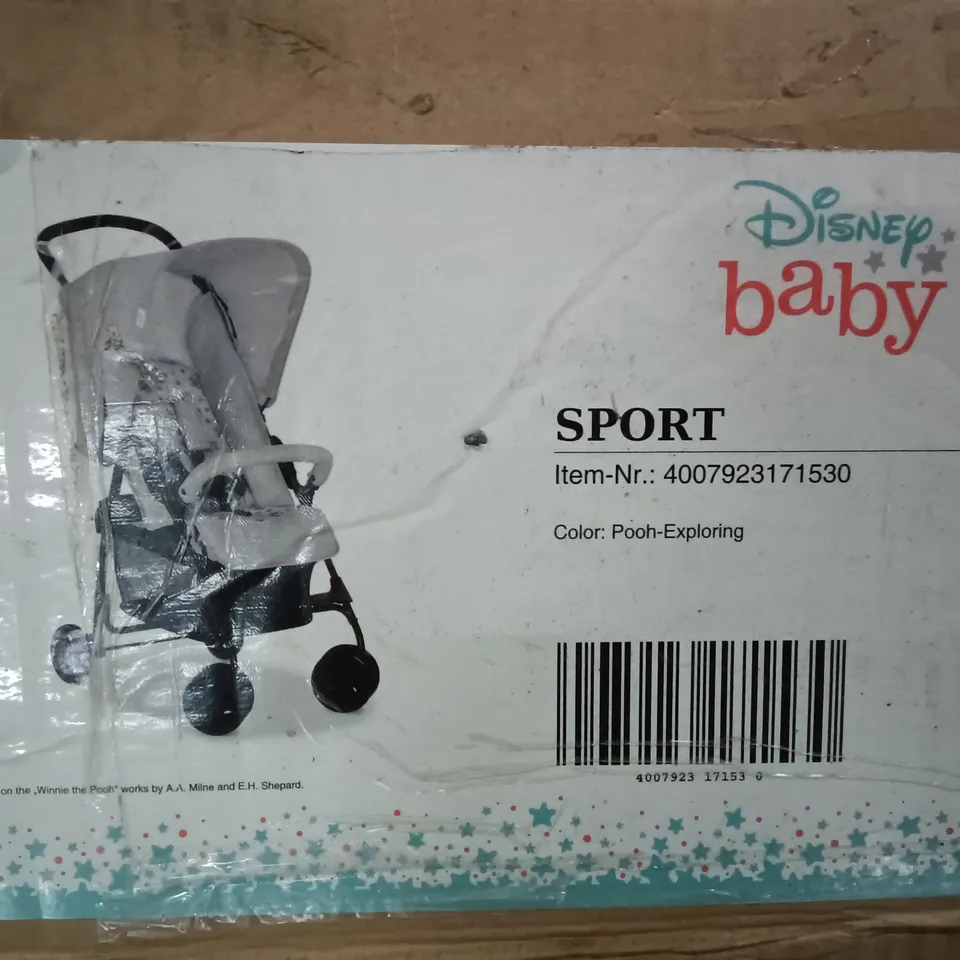 Disney
baby
SPORT
Item-Nr.: 4007923171530
Color: Pooh-Exploring
4007923 17153 0
on the „Winnie the Pooh“ works by A.A. Milne and E.H. Shepard.